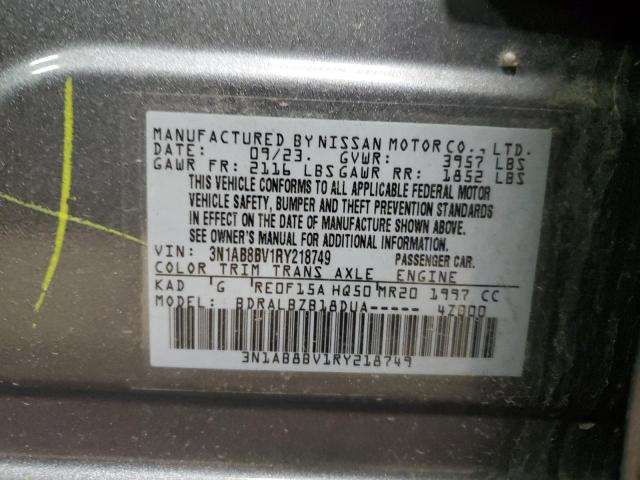 MANUFACTURED BY NISSAN MOTOR CO., LTD.
DATE: 09/23. GVWR: 3957 LBS
GAWR FR: 2116 LBS GAWR RR: 1852 LBS
THIS VEHICLE CONFORMS TO ALL APPLICABLE FEDERAL MOTOR
VEHICLE SAFETY, BUMPER AND THEFT PREVENTION STANDARDS
IN EFFECT ON THE DATE OF MANUFACTURE SHOWN ABOVE.
SEE OWNER'S MANUAL FOR ADDITIONAL INFORMATION.
VIN: 3N1AB8BV1RY218749 PASSENGER CAR.
COLOR TRIM TRANS AXLE ENGINE
KAD G RE0F15A HQ50 MR20 1997 CC
MODEL: BDRALBZB18DUA----- 4Z000
3N1AB8BV1RY218749